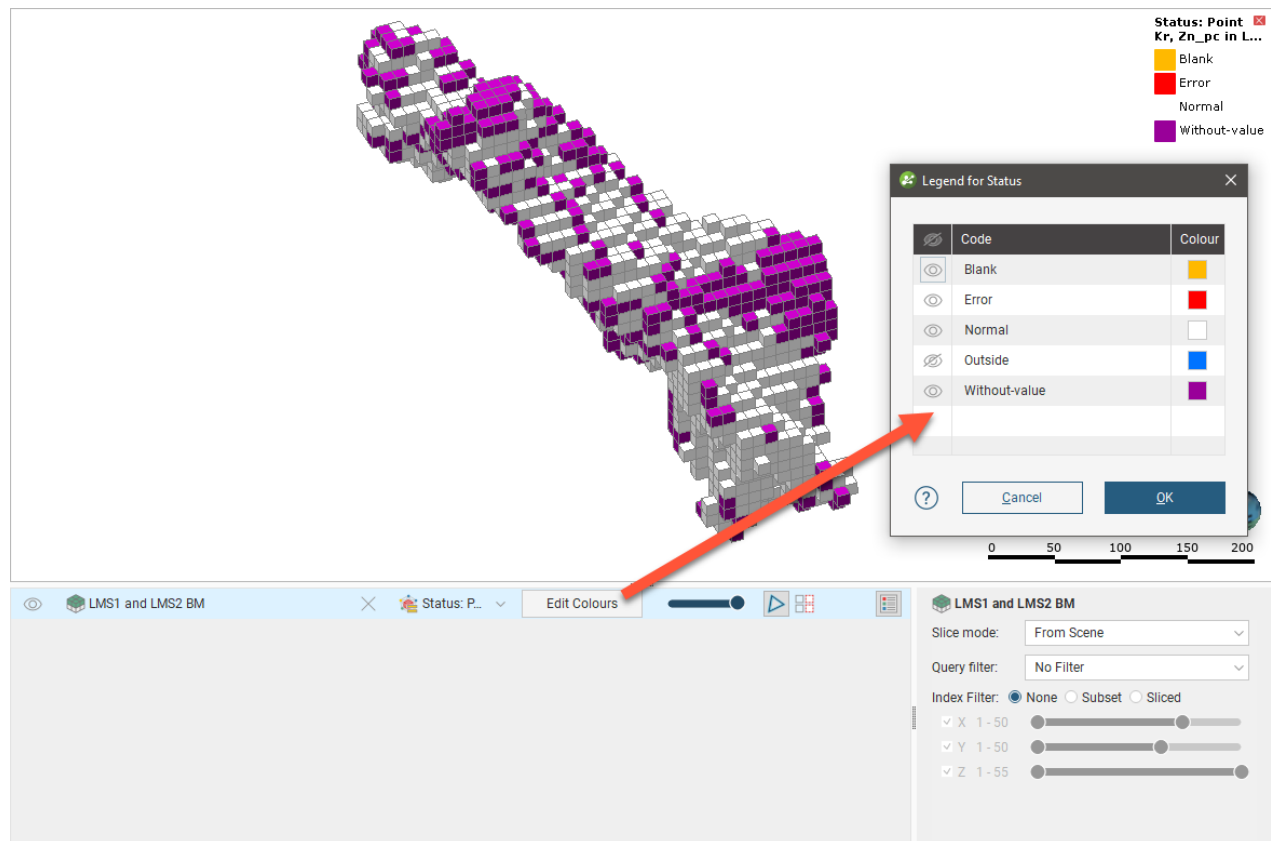 Status: Point
Kr, Zn_pc in L...
Blank
Error
Normal
Without-value
Legend for Status
Code Colour
Blank
Error
Normal
Outside
Without-value
? Cancel OK
0 50 100 150 200
LMS1 and LMS2 BM Status: P... Edit Colours
LMS1 and LMS2 BM
Slice mode: From Scene
Query filter: No Filter
Index Filter: None Subset Sliced
X 1 - 50
Y 1 - 50
Z 1 - 55